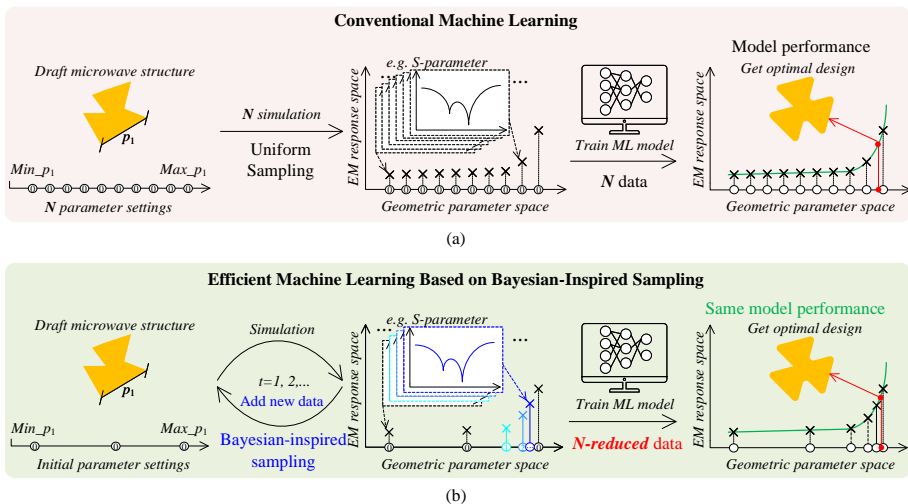 Conventional Machine Learning
Draft microwave structure
p1
Min_p1
Max_p1
N parameter settings
N simulation
Uniform
Sampling
EM response space
e.g. S-parameter
...
...
Geometric parameter space
Train ML model
N data
Model performance
Get optimal design
EM response space
Geometric parameter space
(a)
Efficient Machine Learning Based on Bayesian-Inspired Sampling
Draft microwave structure
p1
Min_p1
Max_p1
Initial parameter settings
Simulation
t=1, 2,...
Add new data
Bayesian-inspired
sampling
EM response space
...
e.g. S-parameter
...
Geometric parameter space
Train ML model
N-reduced data
Same model performance
Get optimal design
EM response space
Geometric parameter space
(b)